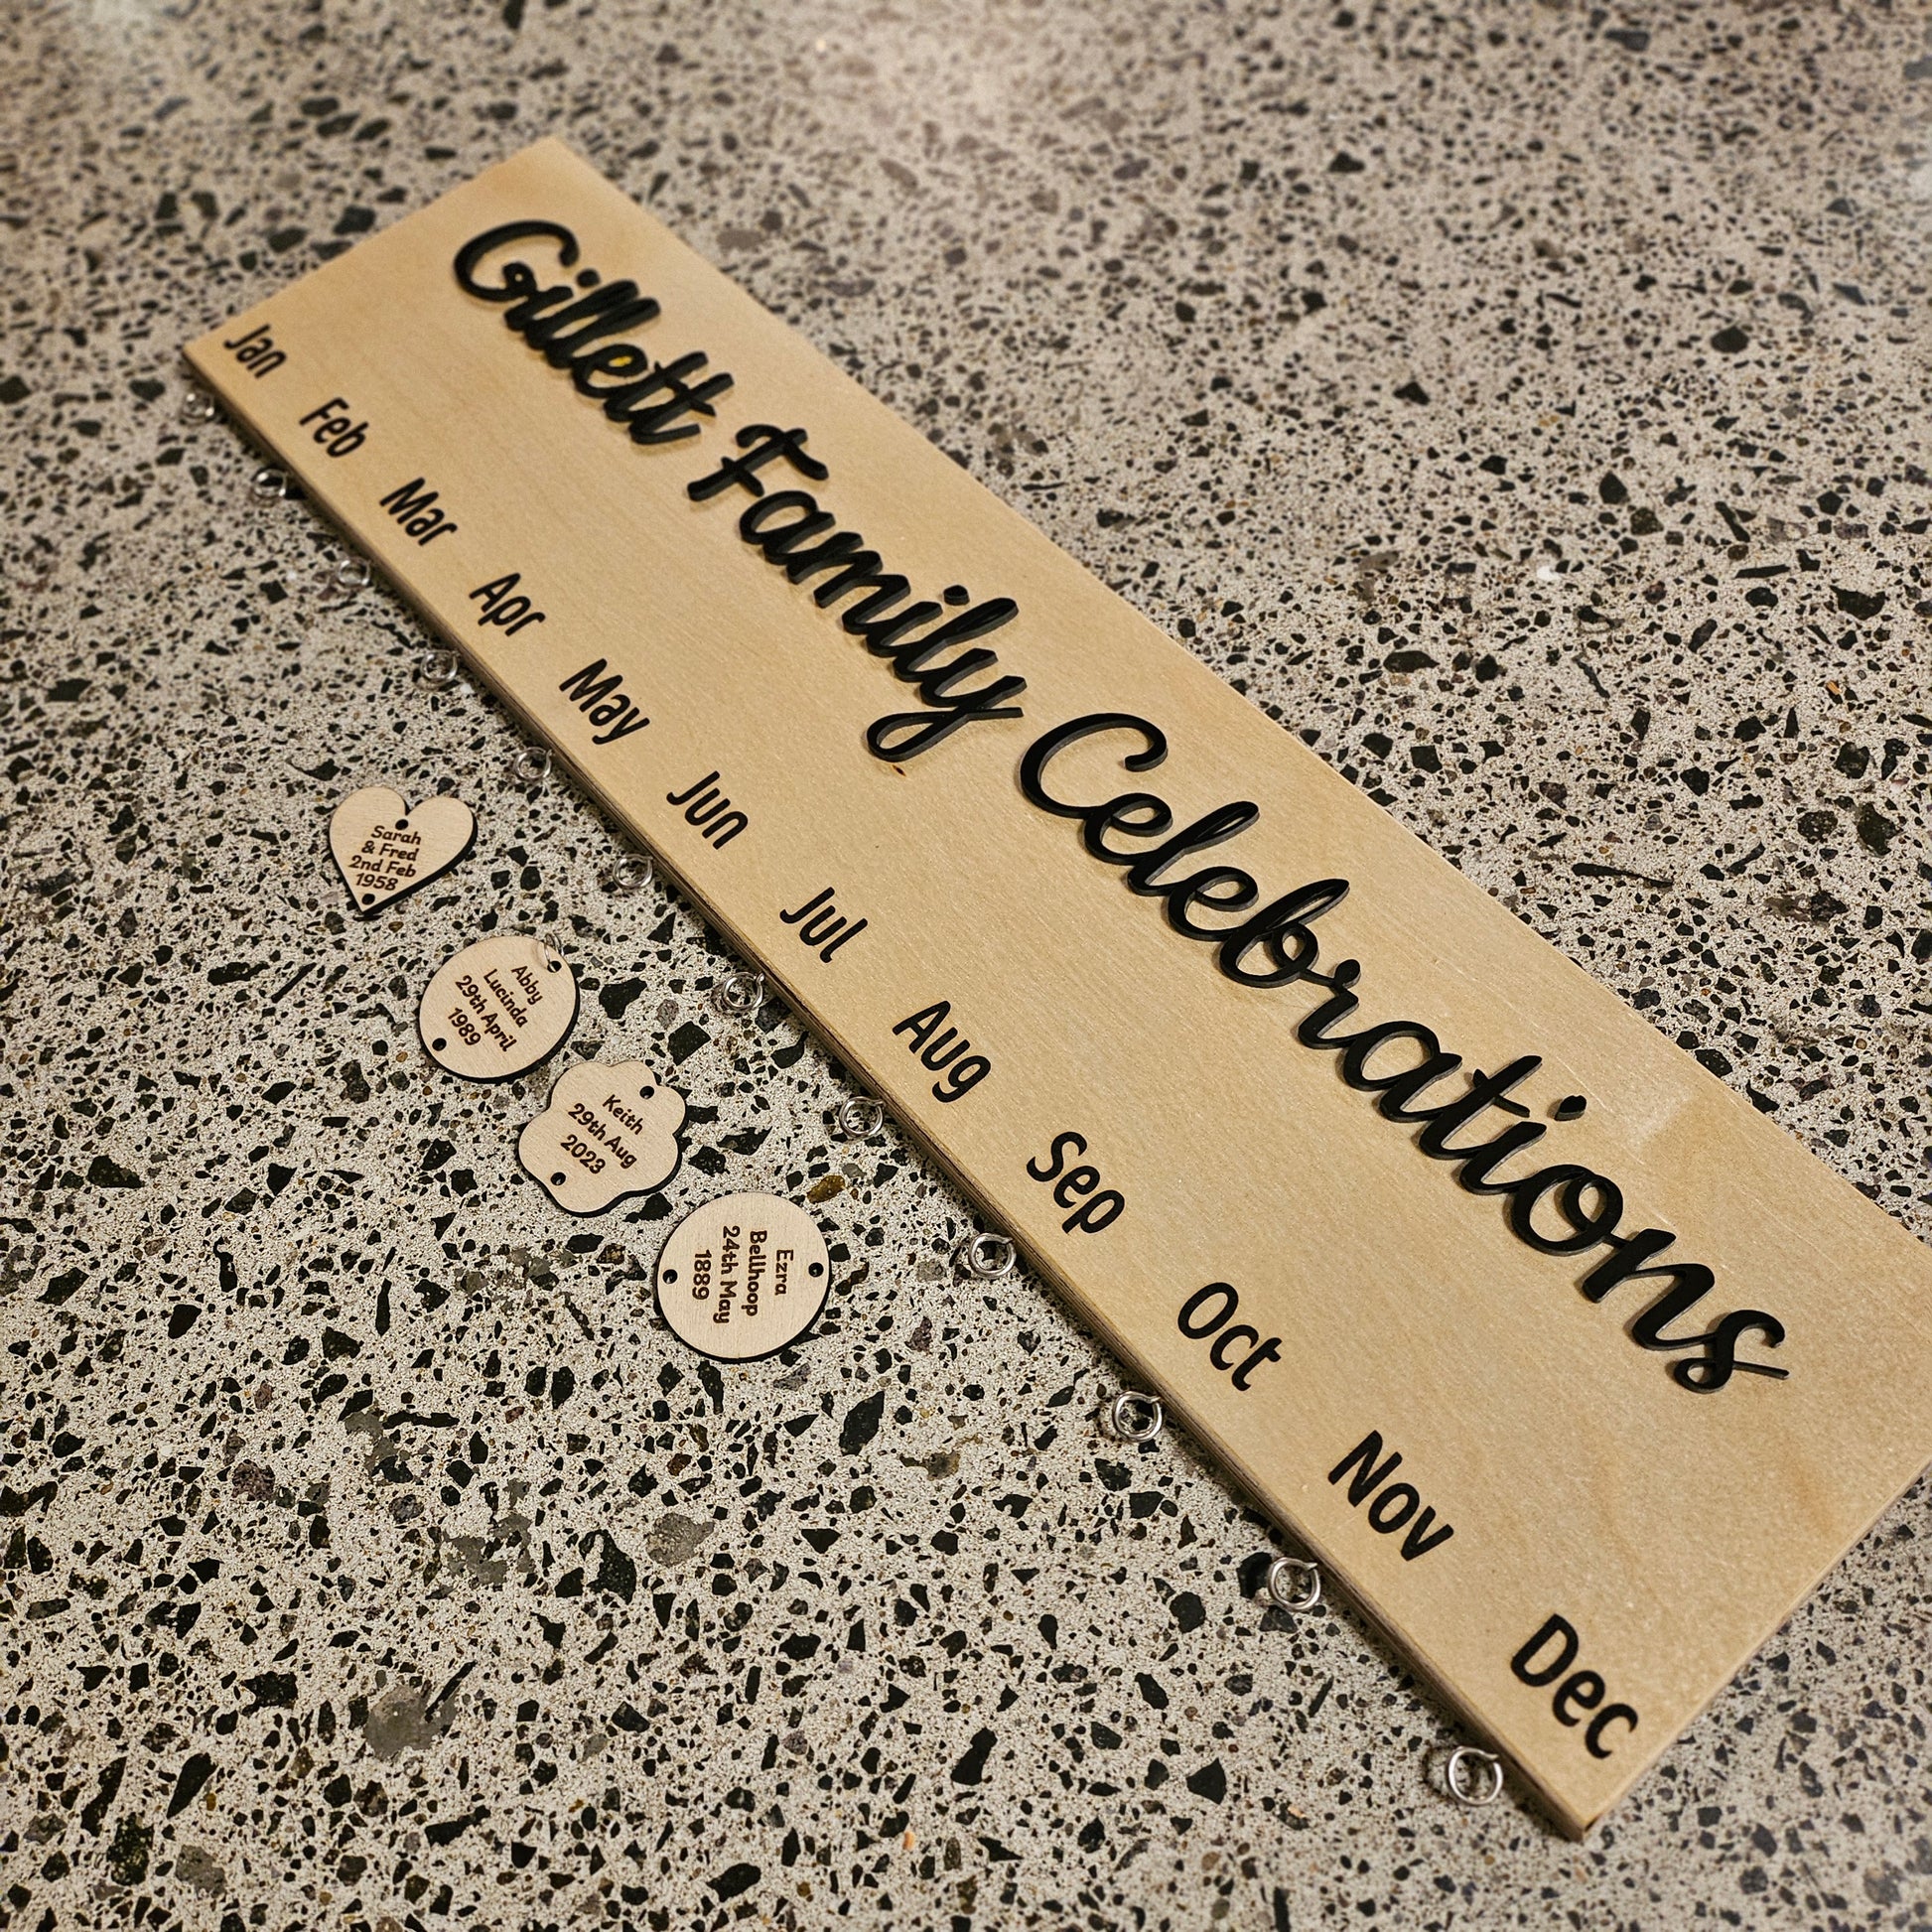 Gillett Family Celebrations
Jan Feb Mar Apr May Jun Jul Aug Sep Oct Nov Dec
Sarah
& Fred
2nd Feb
1958
Abby
Lucinda
29th April
1989
Keith
29th Aug
2023
Ezra
Bellhoop
24th May
1889